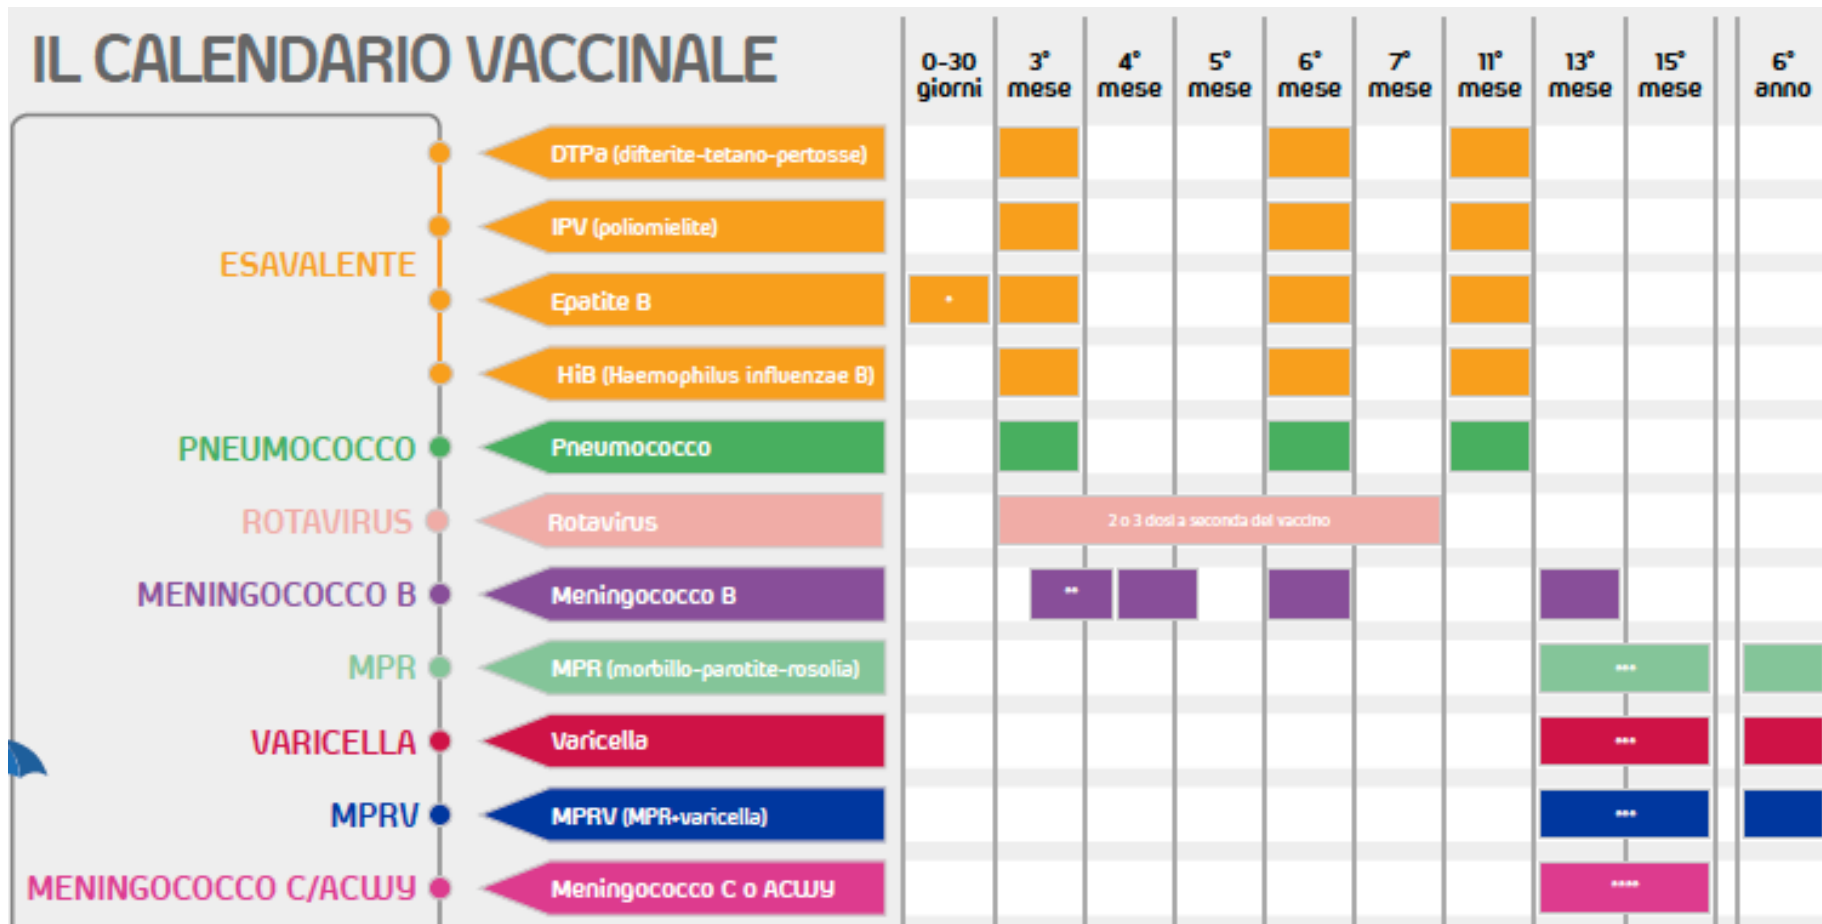 IL CALENDARIO VACCINALE
0-30 giorni
3° mese
4° mese
5° mese
6° mese
7° mese
11° mese
13° mese
15° mese
6° anno
ESAVALENTE
DTPa (difterite-tetano-pertosse)
IPV (poliomielite)
Epatite B
*
HiB (Haemophilus influenzae B)
PNEUMOCOCCO
Pneumococco
ROTAVIRUS
Rotavirus
2 o 3 dosi a seconda del vaccino
MENINGOCOCCO B
Meningococco B
**
MPR
MPR (morbillo-parotite-rosolia)
***
VARICELLA
Varicella
***
MPRV
MPRV (MPR+varicella)
***
MENINGOCOCCO C/ACWY
Meningococco C o ACWY
****